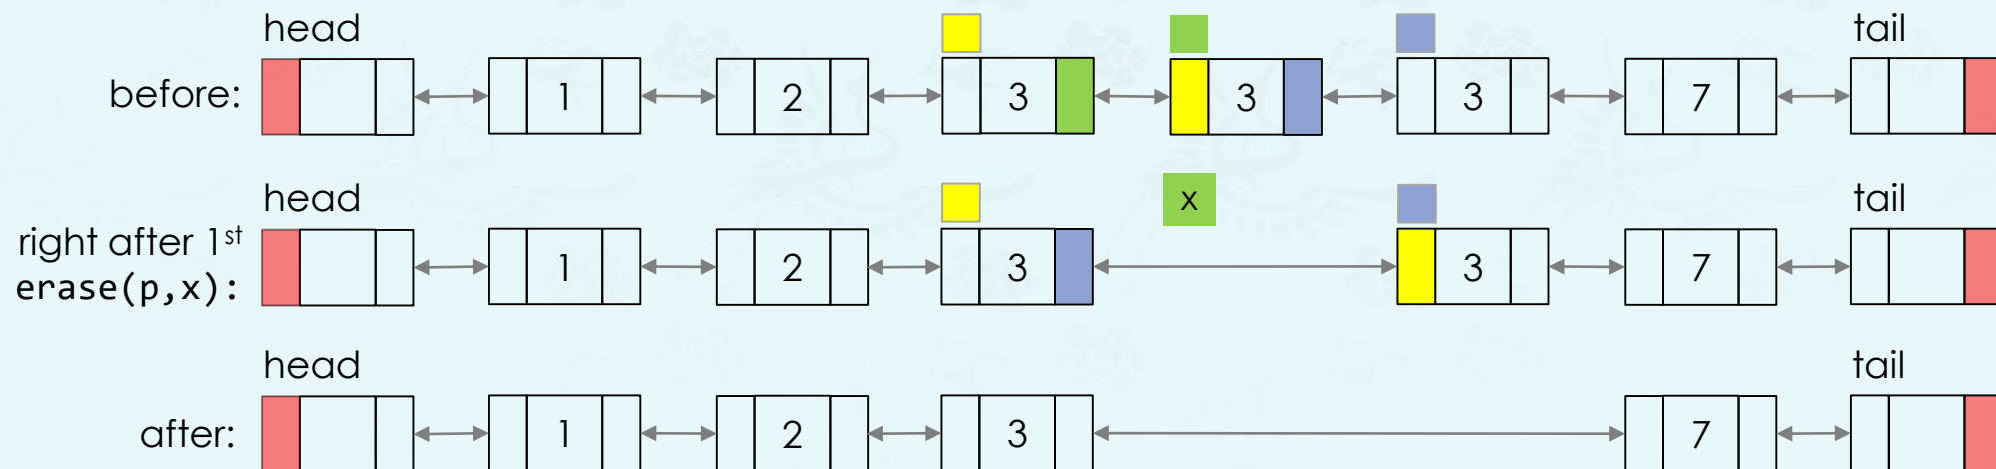 head tail
before: 1 2 3 3 3 7
head x tail
right after 1st
erase(p,x): 1 2 3 3 7
head tail
after: 1 2 3 7